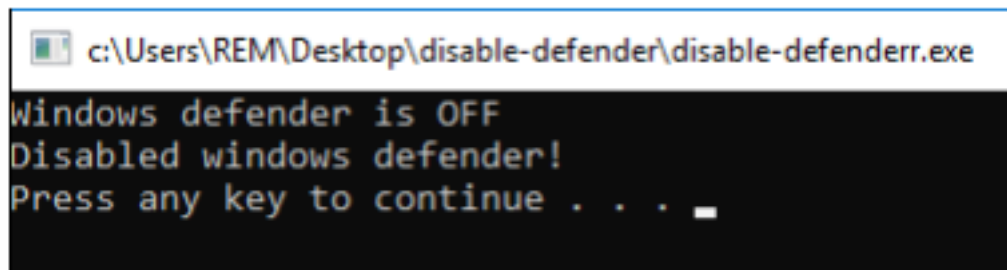 c:\Users\REM\Desktop\disable-defender\disable-defenderr.exe
Windows defender is OFF
Disabled windows defender!
Press any key to continue . . .